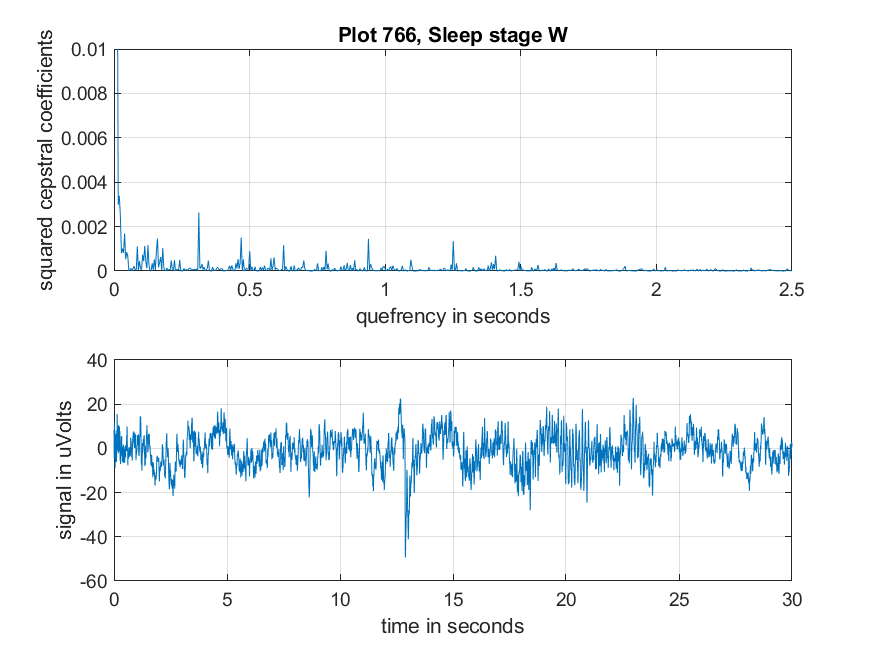 Plot 766, Sleep stage W
squared cepstral coefficients
0.01
0.008
0.006
0.004
0.002
0
0 0.5 1 1.5 2 2.5
quefrency in seconds
signal in uVolts
40
20
0
-20
-40
-60
0 5 10 15 20 25 30
time in seconds